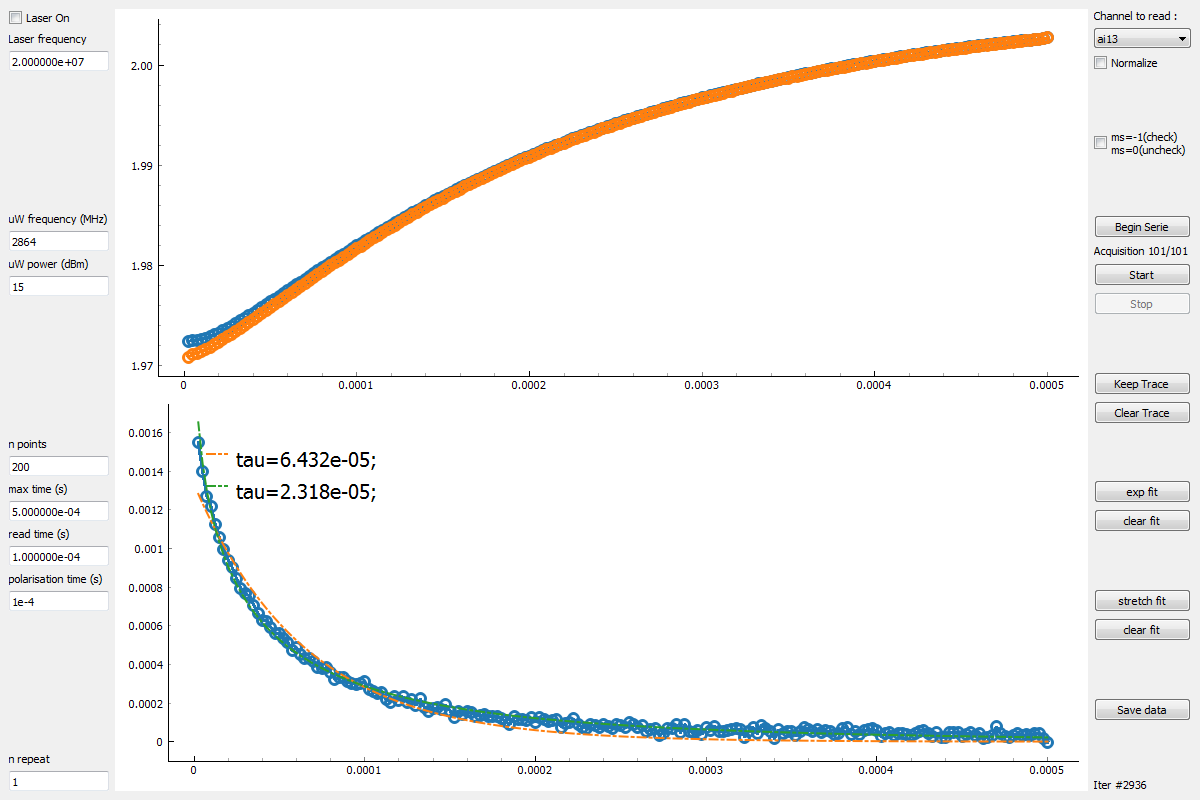 Laser On
Laser frequency
2.000000e+07
uW frequency (MHz)
2864
uW power (dBm)
15
n points
200
max time (s)
5.000000e-04
read time (s)
1.000000e-04
polarisation time (s)
1e-4
n repeat
1
2.00
1.99
1.98
1.97
0
0.0001
0.0002
0.0003
0.0004
0.0005
0.0016
0.0014
0.0012
0.001
0.0008
0.0006
0.0004
0.0002
0
tau=6.432e-05;
tau=2.318e-05;
0
0.0001
0.0002
0.0003
0.0004
0.0005
Channel to read :
ai13
Normalize
ms=-1(check)
ms=0(uncheck)
Begin Serie
Acquisition 101/101
Start
Stop
Keep Trace
Clear Trace
exp fit
clear fit
stretch fit
clear fit
Save data
Iter #2936